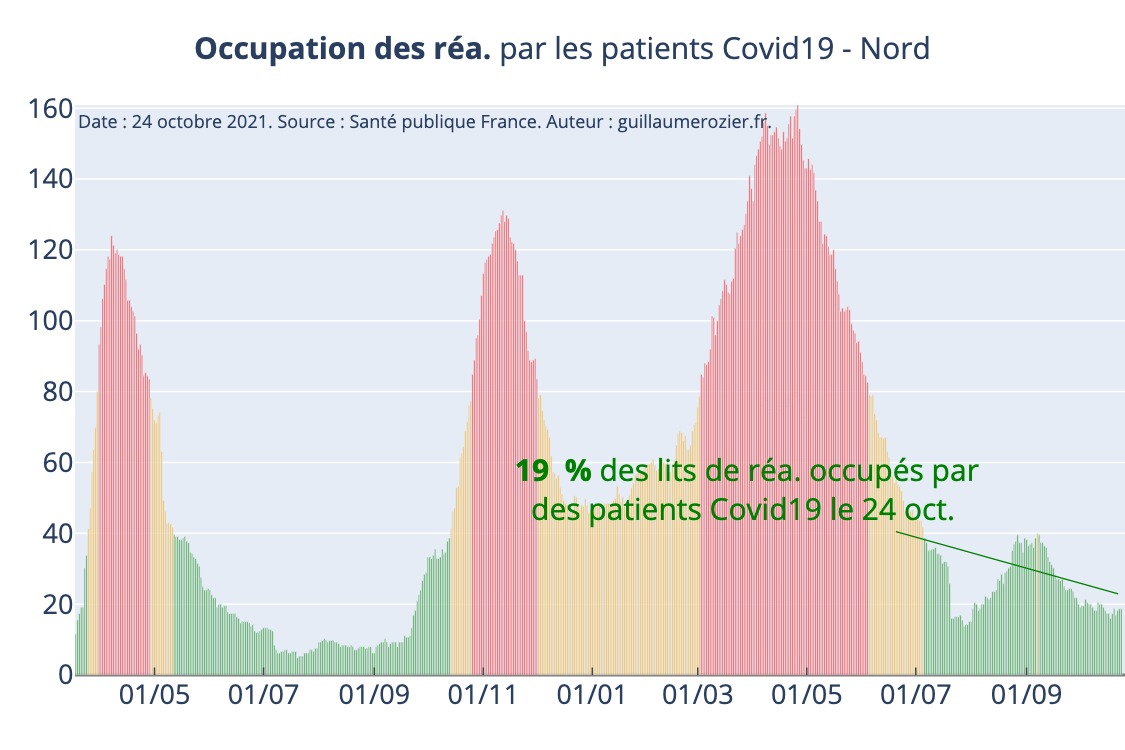 Occupation des réa. par les patients Covid19 - Nord
160
Date : 24 octobre 2021. Source : Santé publique France. Auteur : guillaumerozier.fr.
140
120
100
80
60
19 % des lits de réa. occupés par
des patients Covid19 le 24 oct.
40
20
0
01/05 01/07 01/09 01/11 01/01 01/03 01/05 01/07 01/09